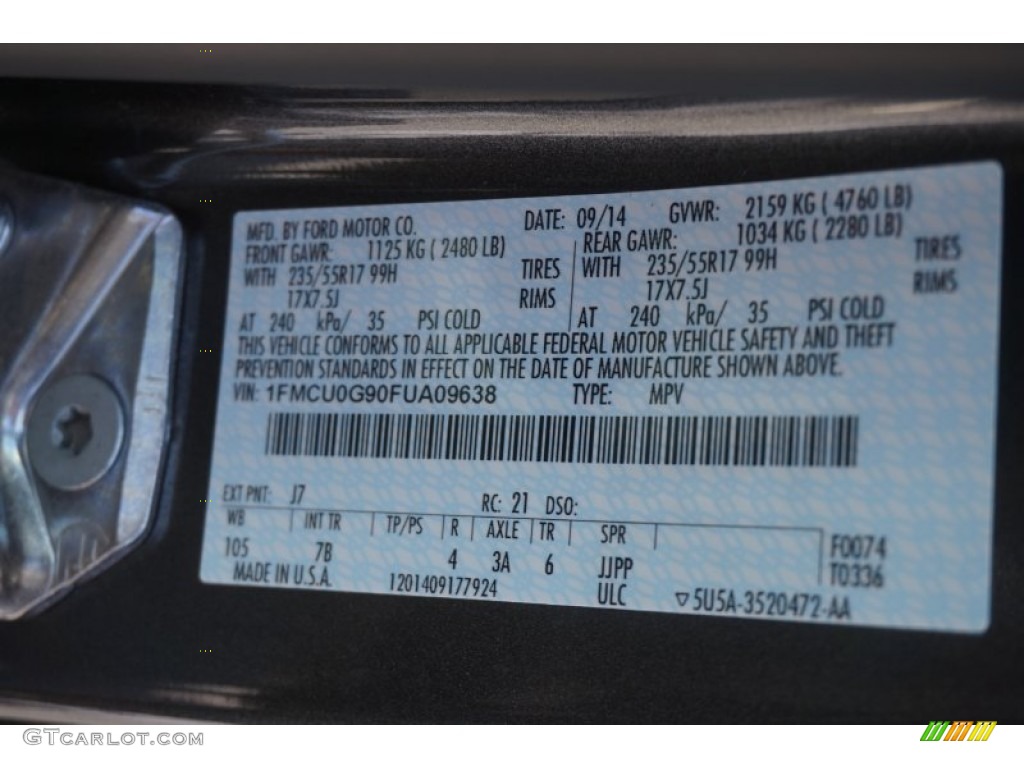 MFD. BY FORD MOTOR CO. DATE: 09/14 GVWR: 2159 KG ( 4760 LB)
FRONT GAWR: 1125 KG ( 2480 LB) REAR GAWR: 1034 KG ( 2280 LB)
WITH 235/55R17 99H TIRES WITH 235/55R17 99H TIRES
17X7.5J RIMS 17X7.5J RIMS
AT 240 kPa/ 35 PSI COLD AT 240 kPa/ 35 PSI COLD
THIS VEHICLE CONFORMS TO ALL APPLICABLE FEDERAL MOTOR VEHICLE SAFETY AND THEFT
PREVENTION STANDARDS IN EFFECT ON THE DATE OF MANUFACTURE SHOWN ABOVE.
VIN: 1FMCU0G90FUA09638 TYPE: MPV
EXT PNT: J7 RC: 21 DSO:
WB INT TR TP/PS R AXLE TR SPR
105 7B 4 3A 6 JJPP F0074
T0336
MADE IN U.S.A. 1201409177924 ULC ▽5U5A-3520472-AA
GTcarlot.com